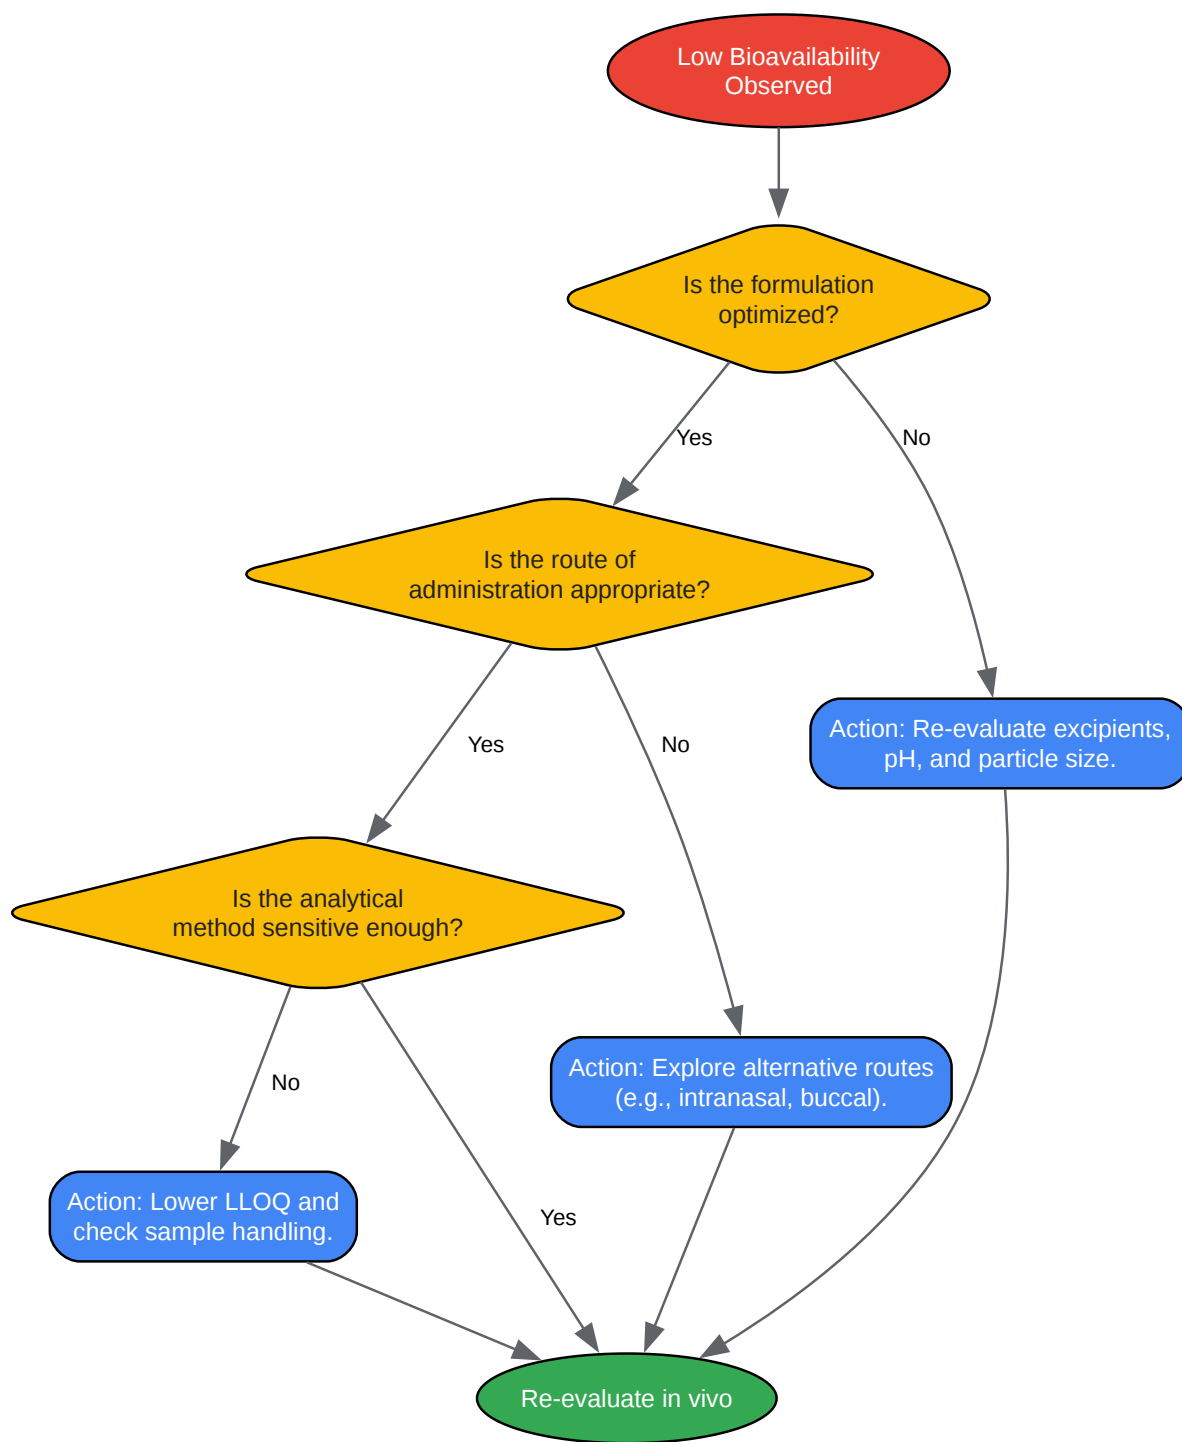 Low Bioavailability
Observed
Is the formulation
optimized?
Yes
No
Is the route of
administration appropriate?
Action: Re-evaluate excipients,
pH, and particle size.
Yes
No
Is the analytical
method sensitive enough?
Action: Explore alternative routes
(e.g., intranasal, buccal).
No
Action: Lower LLOQ and
check sample handling.
Yes
Re-evaluate in vivo